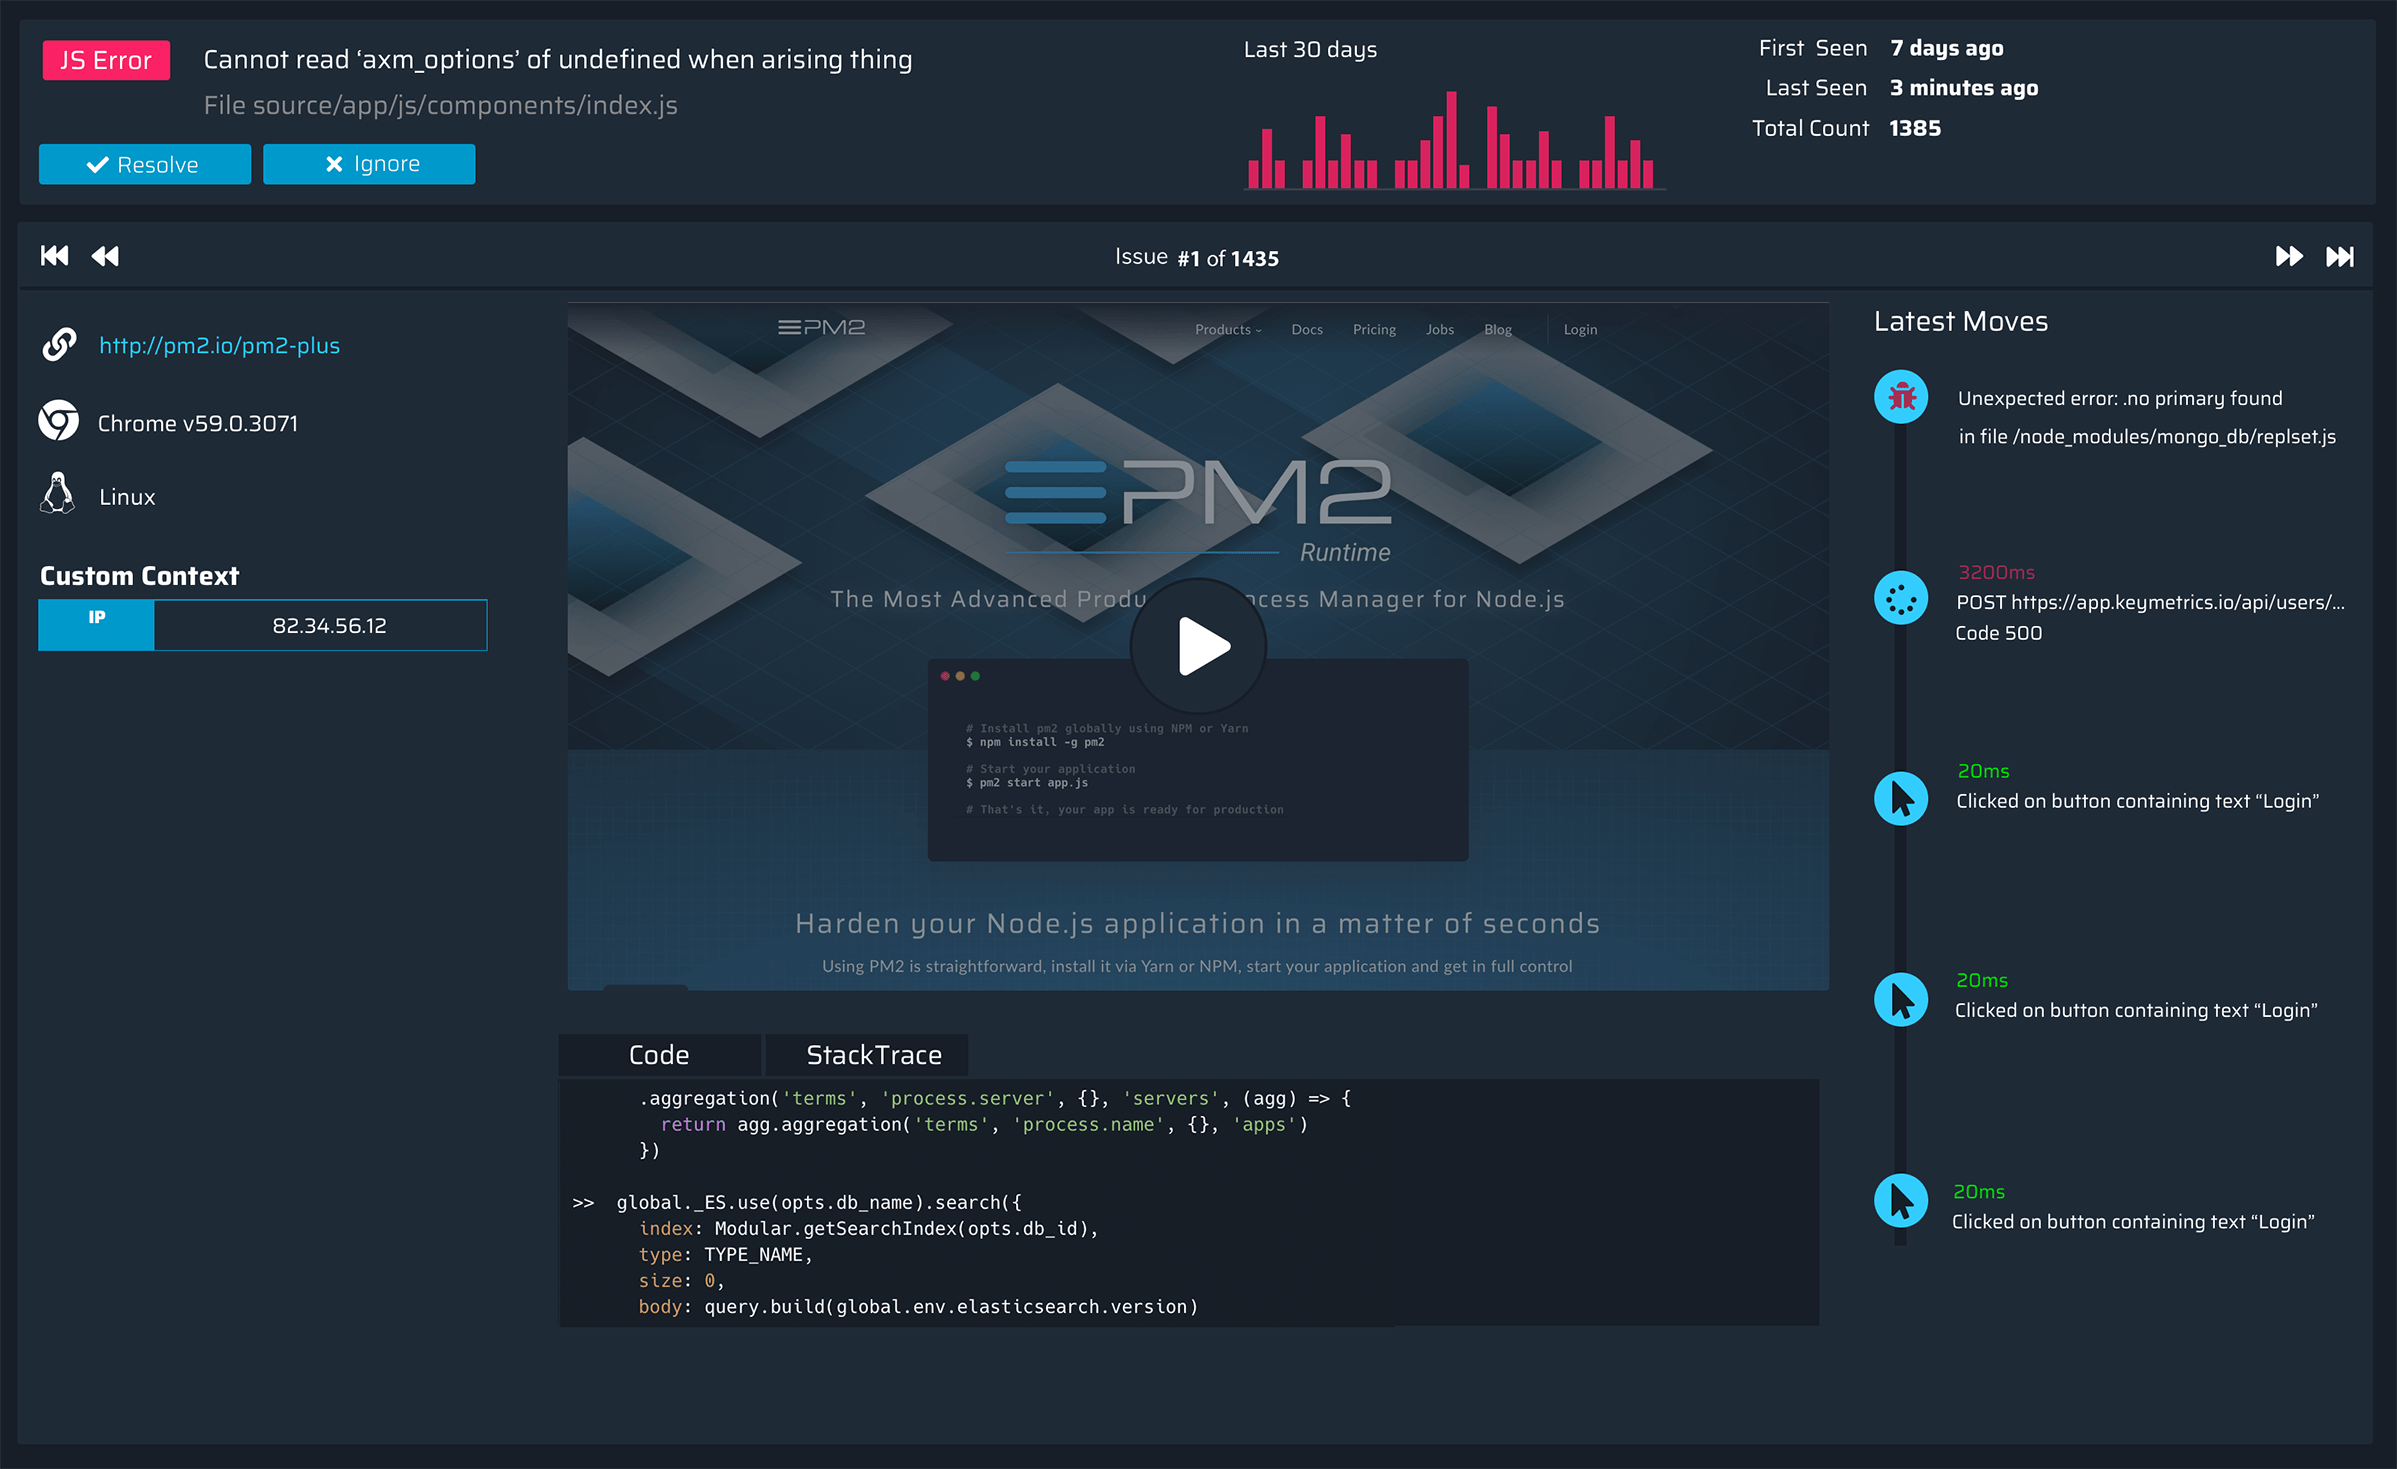 JS Error
Cannot read ‘axm_options’ of undefined when arising thing
File source/app/js/components/index.js
Resolve
Ignore
Last 30 days
First Seen 7 days ago
Last Seen 3 minutes ago
Total Count 1385
Issue #1 of 1435
http://pm2.io/pm2-plus
Chrome v59.0.3071
Linux
Custom Context
IP 82.34.56.12
PM2
Products Docs Pricing Jobs Blog Login
PM2
Runtime
The Most Advanced Produ cess Manager for Node.js
# Install pm2 globally using NPM or Yarn
$ npm install -g pm2
# Start your application
$ pm2 start app.js
# That's it, your app is ready for production
Harden your Node.js application in a matter of seconds
Using PM2 is straightforward, install it via Yarn or NPM, start your application and get in full control
Code
StackTrace
.aggregation('terms', 'process.server', {}, 'servers', (agg) => {
return agg.aggregation('terms', 'process.name', {}, 'apps')
})
>> global._ES.use(opts.db_name).search({
index: Modular.getSearchIndex(opts.db_id),
type: TYPE_NAME,
size: 0,
body: query.build(global.env.elasticsearch.version)
Latest Moves
Unexpected error: .no primary found
in file /node_modules/mongo_db/replset.js
3200ms
POST https://app.keymetrics.io/api/users/...
Code 500
20ms
Clicked on button containing text “Login”
20ms
Clicked on button containing text “Login”
20ms
Clicked on button containing text “Login”